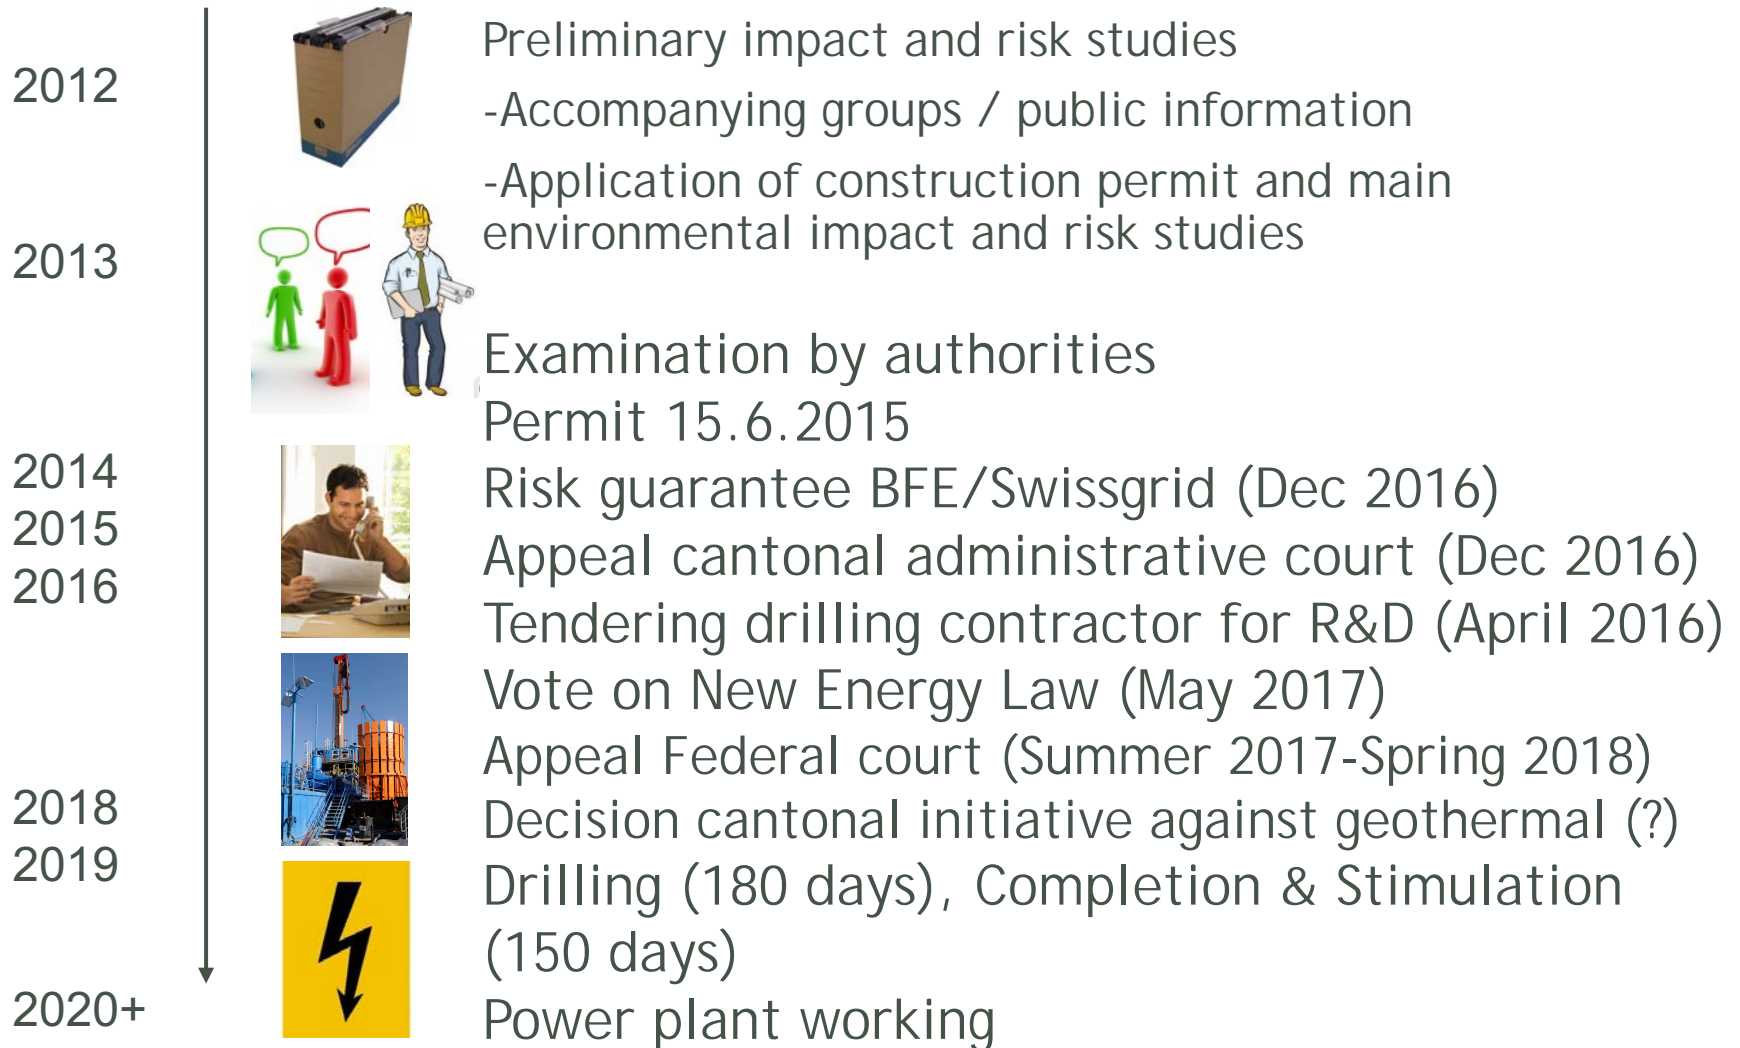 Preliminary impact and risk studies
2012
-Accompanying groups / public information
-Application of construction permit and main
environmental impact and risk studies
2013
Examination by authorities
Permit 15.6.2015
2014
Risk guarantee BFE/Swissgrid (Dec 2016)
2015
Appeal cantonal administrative court (Dec 2016)
2016
Tendering drilling contractor for R&D (April 2016)
Vote on New Energy Law (May 2017)
Appeal Federal court (Summer 2017-Spring 2018)
2018
Decision cantonal initiative against geothermal (?)
2019
Drilling (180 days), Completion & Stimulation
(150 days)
2020+
Power plant working